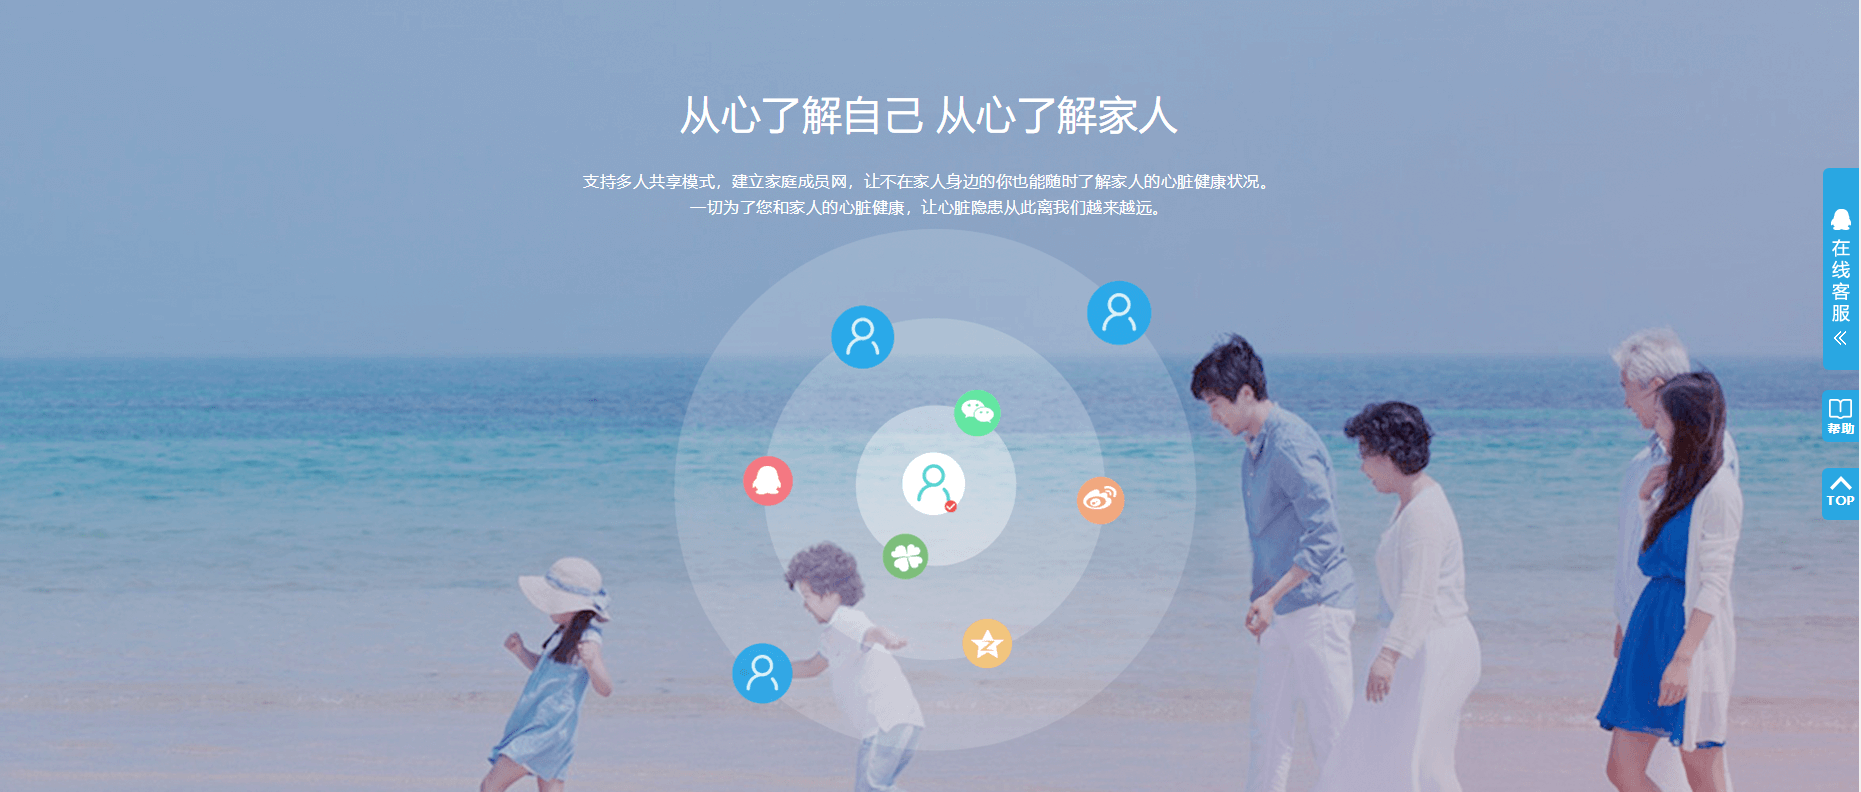 从心了解自己 从心了解家人
支持多人共享模式，建立家庭成员网，让不在家人身边的你也能随时了解家人的心脏健康状况。
一切为了您和家人的心脏健康，让心脏隐患从此离我们越来越远。
在线客服
帮助
TOP